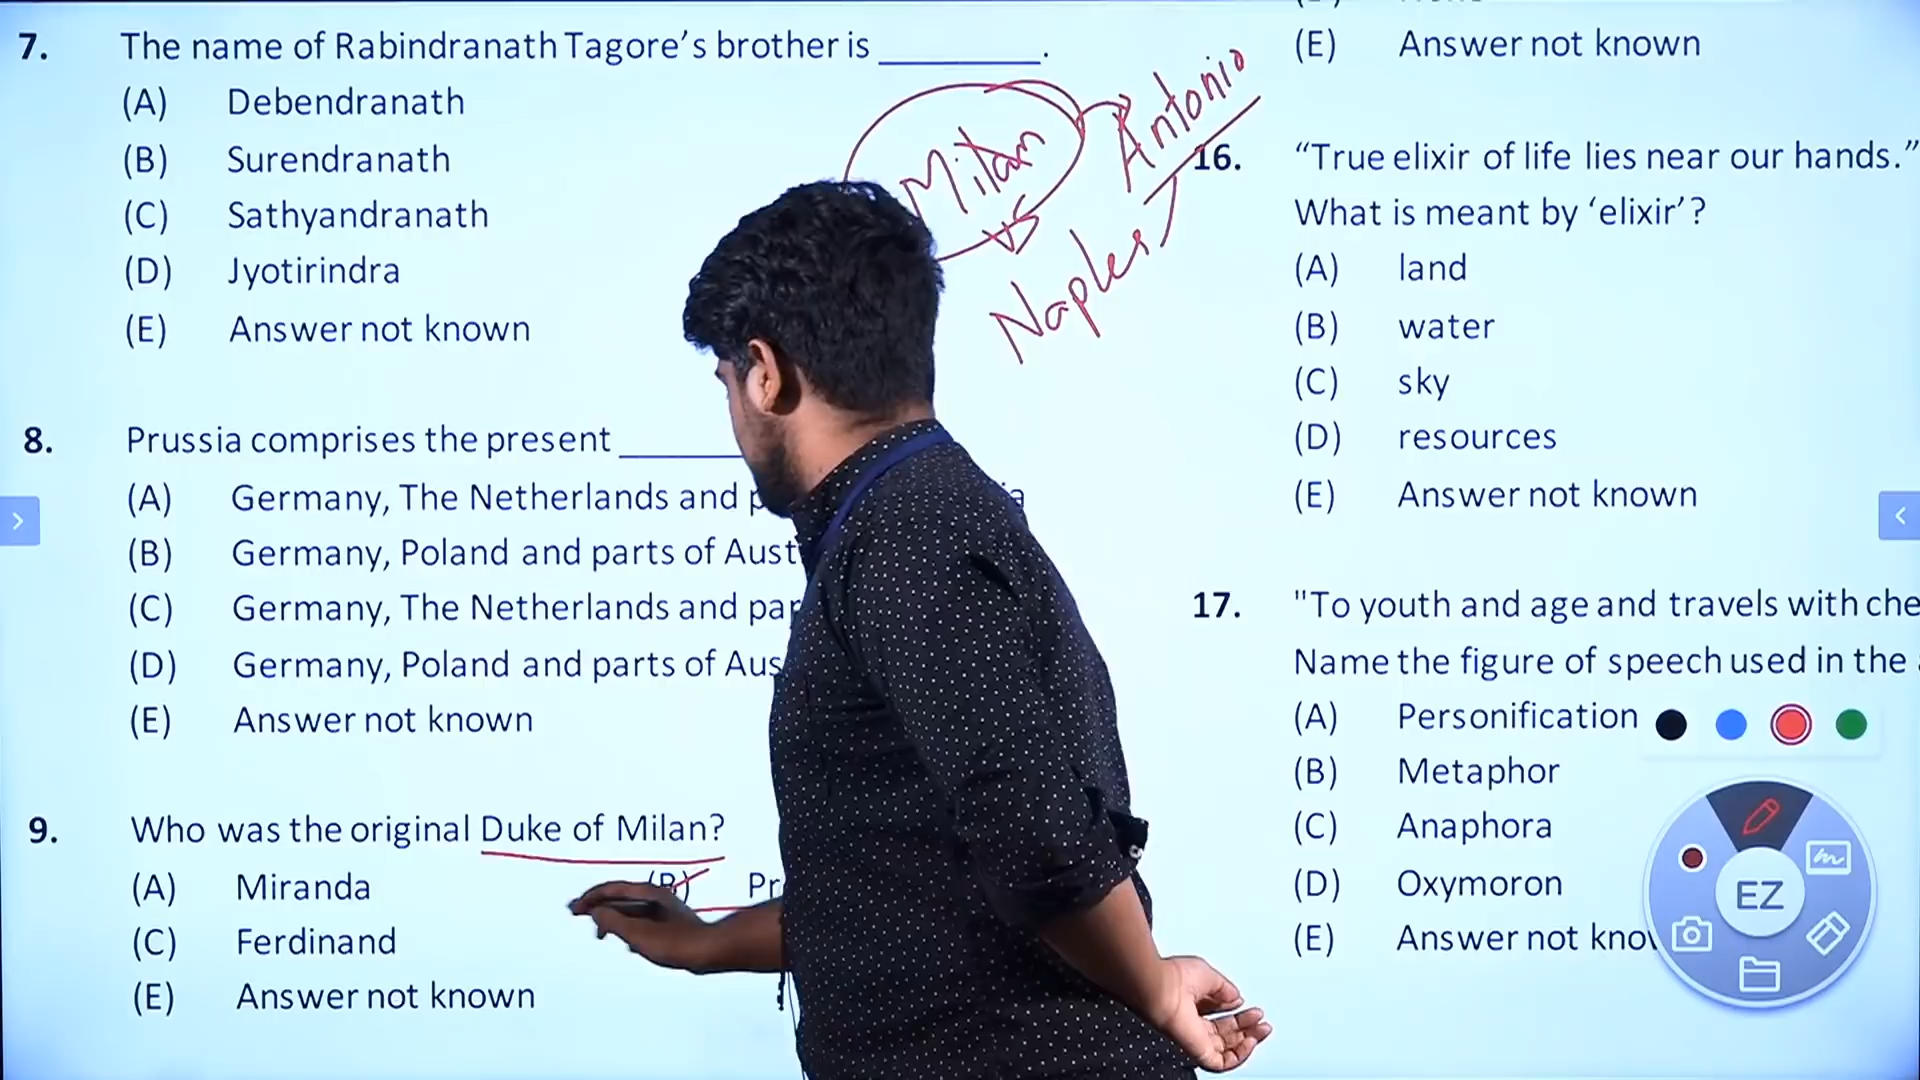 7. The name of Rabindranath Tagore's brother is ________.
(A) Debendranath
(B) Surendranath
(C) Sathyandranath
(D) Jyotirindra
(E) Answer not known
8. Prussia comprises the present ________
(A) Germany, The Netherlands and
(B) Germany, Poland and parts of
(C) Germany, The Netherlands and
(D) Germany, Poland and parts of
(E) Answer not known
9. Who was the original Duke of Milan?
(A) Miranda (B)
(C) Ferdinand
(E) Answer not known
Milan
vs
Naples
Antonio
(E) Answer not known
16. “True elixir of life lies near our hands.”
What is meant by ‘elixir’?
(A) land
(B) water
(C) sky
(D) resources
(E) Answer not known
17. "To youth and age and travels with
Name the figure of speech used in the
(A) Personification
(B) Metaphor
(C) Anaphora
(D) Oxymoron
(E) Answer not
EZ